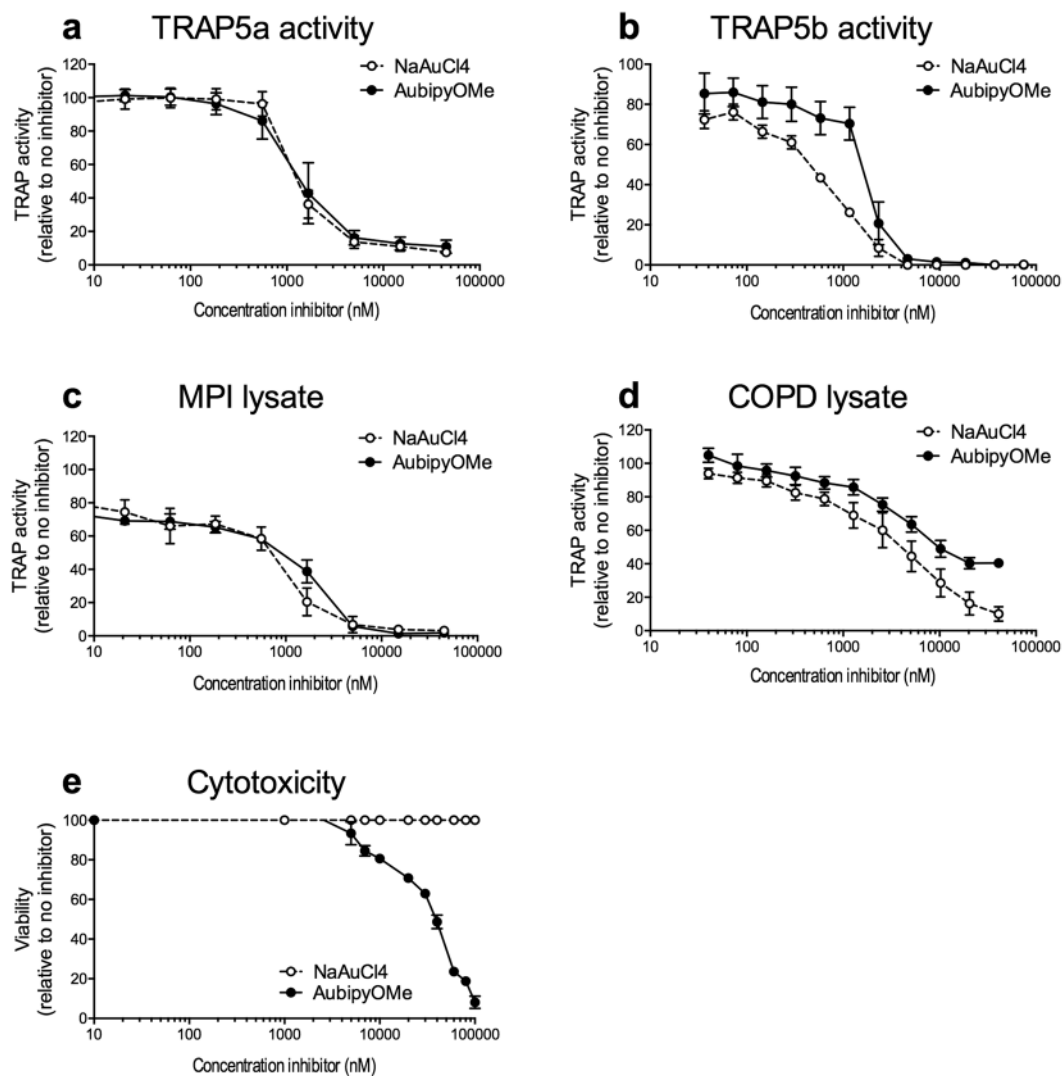 a TRAP5a activity
NaAuCl4
AubipyOMe
TRAP activity
(relative to no inhibitor)
120
100
80
60
40
20
0
10 100 1000 10000 100000
Concentration inhibitor (nM)
b TRAP5b activity
NaAuCl4
AubipyOMe
TRAP activity
(relative to no inhibitor)
100
80
60
40
20
0
10 100 1000 10000 100000
Concentration inhibitor (nM)
c MPI lysate
NaAuCl4
AubipyOMe
TRAP activity
(relative to no inhibitor)
120
100
80
60
40
20
0
10 100 1000 10000 100000
Concentration inhibitor (nM)
d COPD lysate
NaAuCl4
AubipyOMe
TRAP activity
(relative to no inhibitor)
120
100
80
60
40
20
0
10 100 1000 10000 100000
Concentration inhibitor (nM)
e Cytotoxicity
Viability
(relative to no inhibitor)
100
80
60
40
20
0
NaAuCl4
AubipyOMe
10 100 1000 10000 100000
Concentration inhibitor (nM)